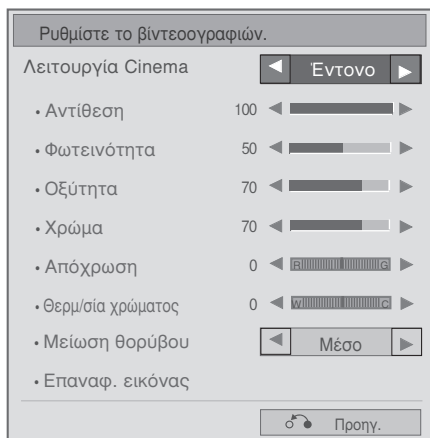 Ρυθμίστε το βίντεοογραφιών.
Λειτουργία Cinema ◀ Έντονο ▶
• Αντίθεση 100 ◀ ▶
• Φωτεινότητα 50 ◀ ▶
• Οξύτητα 70 ◀ ▶
• Χρώμα 70 ◀ ▶
• Απόχρωση 0 ◀ R G ▶
• Θερμ/σία χρώματος 0 ◀ W C ▶
• Μείωση θορύβου ◀ Μέσο ▶
• Επαναφ. εικόνας
Προηγ.